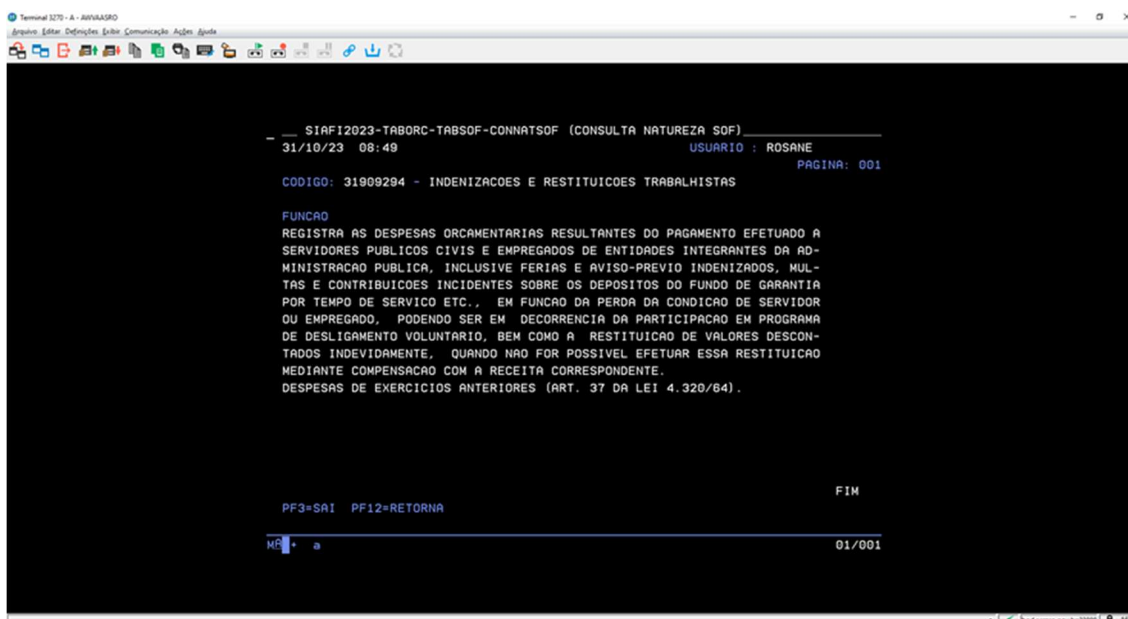 Terminal 3270 - A - AWVAASRO
Arquivo Editar Definições Exibir Comunicação Ações Ajuda
__ SIAFI2023-TABORC-TABSOF-CONNATSOF (CONSULTA NATUREZA SOF)__________________
31/10/23 08:49 USUARIO : ROSANE
PAGINA: 001
CODIGO: 31909294 - INDENIZACOES E RESTITUICOES TRABALHISTAS
FUNCAO
REGISTRA AS DESPESAS ORCAMENTARIAS RESULTANTES DO PAGAMENTO EFETUADO A
SERVIDORES PUBLICOS CIVIS E EMPREGADOS DE ENTIDADES INTEGRANTES DA AD-
MINISTRACAO PUBLICA, INCLUSIVE FERIAS E AVISO-PREVIO INDENIZADOS, MUL-
TAS E CONTRIBUICOES INCIDENTES SOBRE OS DEPOSITOS DO FUNDO DE GARANTIA
POR TEMPO DE SERVICO ETC., EM FUNCAO DA PERDA DA CONDICAO DE SERVIDOR
OU EMPREGADO, PODENDO SER EM DECORRENCIA DA PARTICIPACAO EM PROGRAMA
DE DESLIGAMENTO VOLUNTARIO, BEM COMO A RESTITUICAO DE VALORES DESCON-
TADOS INDEVIDAMENTE, QUANDO NAO FOR POSSIVEL EFETUAR ESSA RESTITUICAO
MEDIANTE COMPENSACAO COM A RECEITA CORRESPONDENTE.
DESPESAS DE EXERCICIOS ANTERIORES (ART. 37 DA LEI 4.320/64).
FIM
PF3=SAI PF12=RETORNA
a 01/001